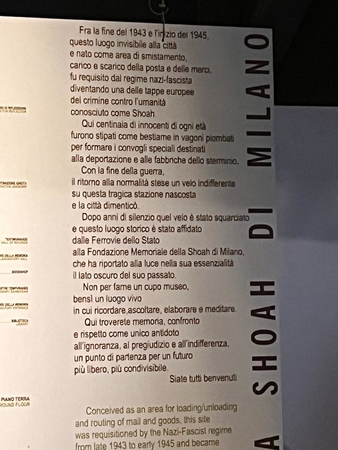 Fra la fine del 1943 e l'inizio del 1945,
questo luogo invisibile alla città
e nato come area di smistamento,
carico e scarico della posta e delle merci,
fu requisito dal regime nazi-fascista
diventando una delle tappe europee
del crimine contro l'umanità
conosciuto come Shoah.
Qui centinaia di innocenti di ogni età
furono stipati come bestiame in vagoni piombati
per formare i convogli speciali destinati
alla deportazione e alle fabbriche dello sterminio.
Con la fine della guerra,
il ritorno alla normalità stese un velo indifferente
su questa tragica stazione nascosta
e la città dimenticò.
Dopo anni di silenzio quel velo è stato squarciato
e questo luogo storico è stato affidato
dalle Ferrovie dello Stato
alla Fondazione Memoriale della Shoah di Milano,
che ha riportato alla luce nella sua essenzialità
il lato oscuro del suo passato.
Non per farne un cupo museo,
bensì un luogo vivo
in cui ricordare,ascoltare, elaborare e meditare.
Qui troverete memoria, confronto
e rispetto come unico antidoto
all'ignoranza, al pregiudizio e all'indifferenza,
un punto di partenza per un futuro
più libero, più condivisibile.
Siate tutti benvenuti
Conceived as an area for loading/unloading
and routing of mail and goods, this site
was requisitioned by the Nazi-Fascist regime
from late 1943 to early 1945 and became
A SHOAH DI MILANO
BOOKSHOP
BIBLIOTECA
LIBRARY
PIANO TERRA
ROUND FLOOR